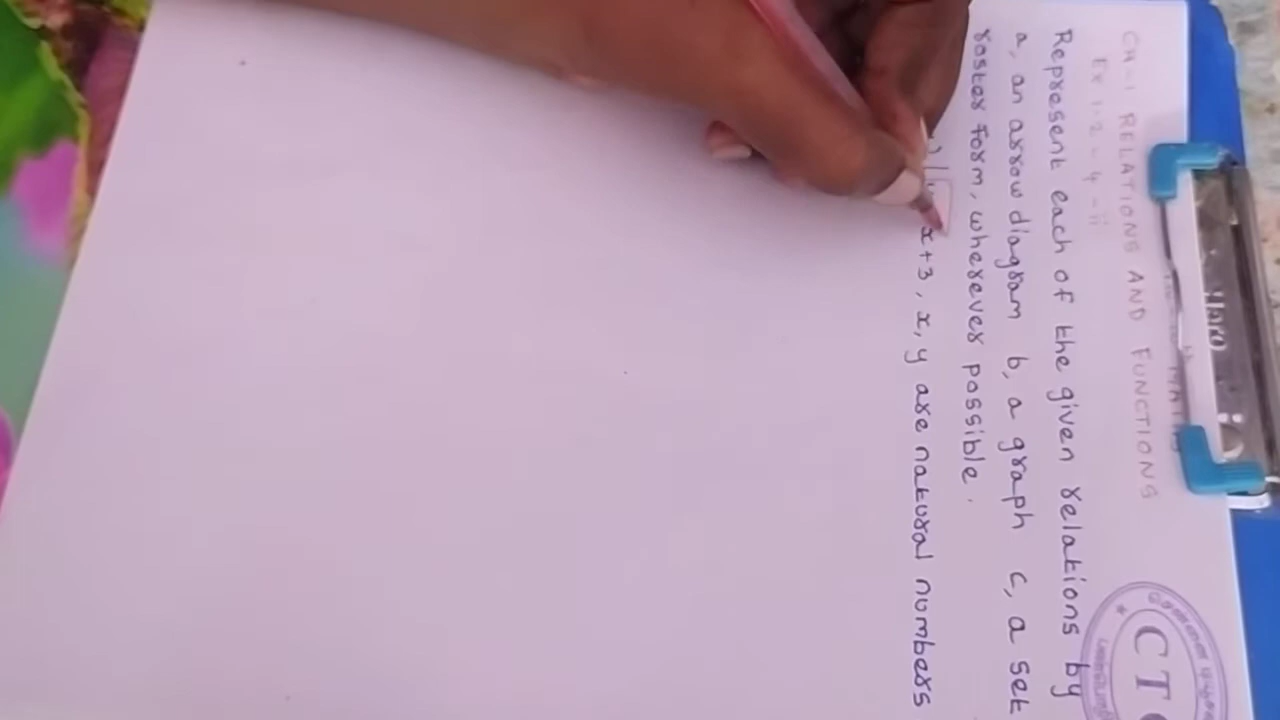 CH-1 RELATIONS AND FUNCTIONS
Ex 1.2 - 4 - ii
Represent each of the given relations by
a, an arrow diagram b, a graph c, a set
roster form, wherever possible.
x+3, x, y are natural numbers